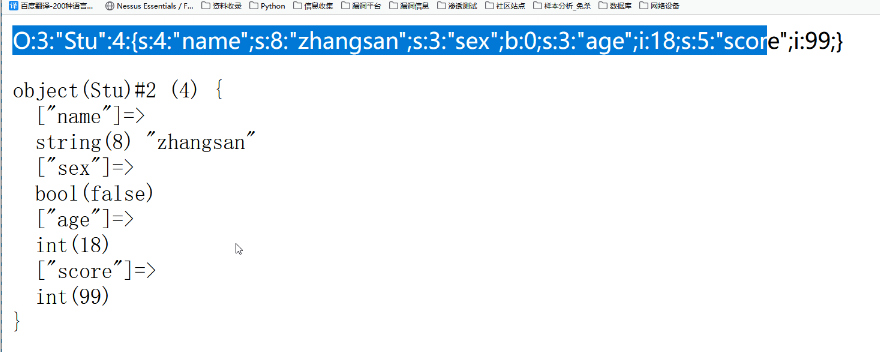 百度翻译-200种语言... Nessus Essentials / F... 资料收录 Python 信息收集 漏洞平台 漏洞信息 渗透测试 社区站点 样本分析_免杀 数据库 网络设备
O:3:"Stu":4:{s:4:"name";s:8:"zhangsan";s:3:"sex";b:0;s:3:"age";i:18;s:5:"score";i:99;}
object(Stu)#2 (4) {
["name"]=>
string(8) "zhangsan"
["sex"]=>
bool(false)
["age"]=>
int(18)
["score"]=>
int(99)
}